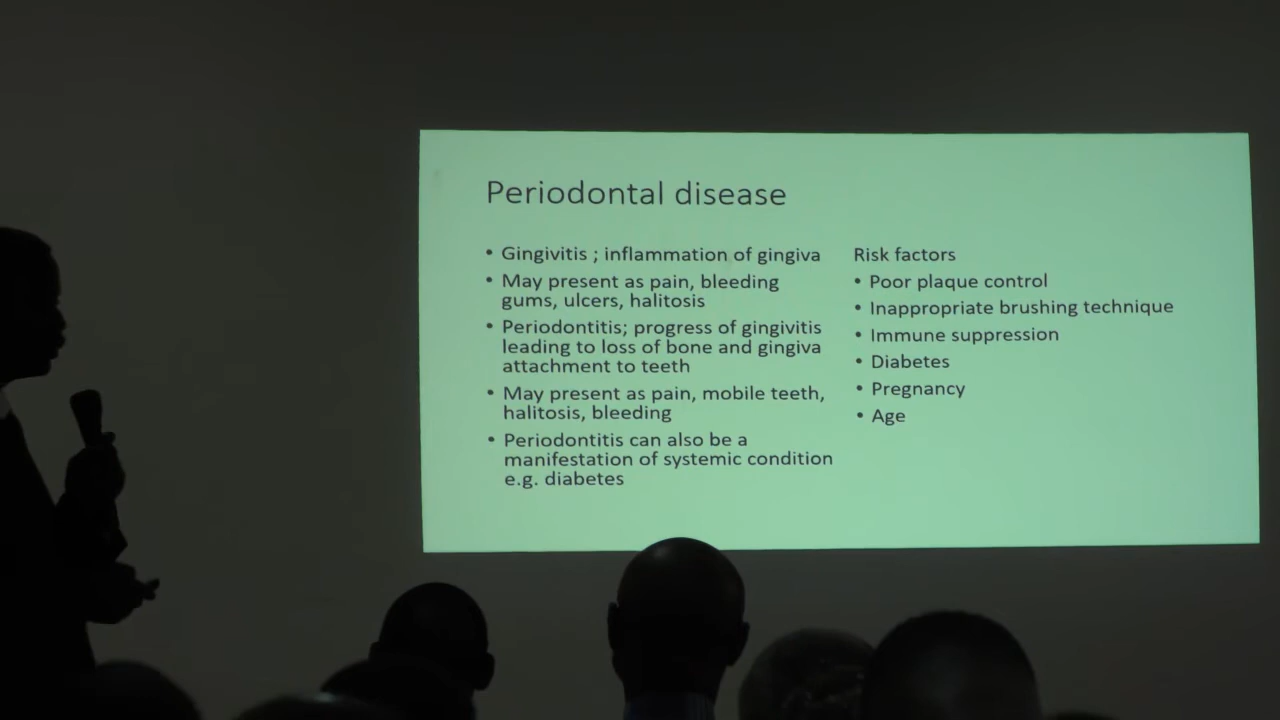 Periodontal disease
• Gingivitis ; inflammation of gingiva
• May present as pain, bleeding
gums, ulcers, halitosis
• Periodontitis; progress of gingivitis
leading to loss of bone and gingiva
attachment to teeth
• May present as pain, mobile teeth,
halitosis, bleeding
• Periodontitis can also be a
manifestation of systemic condition
e.g. diabetes
Risk factors
• Poor plaque control
• Inappropriate brushing technique
• Immune suppression
• Diabetes
• Pregnancy
• Age